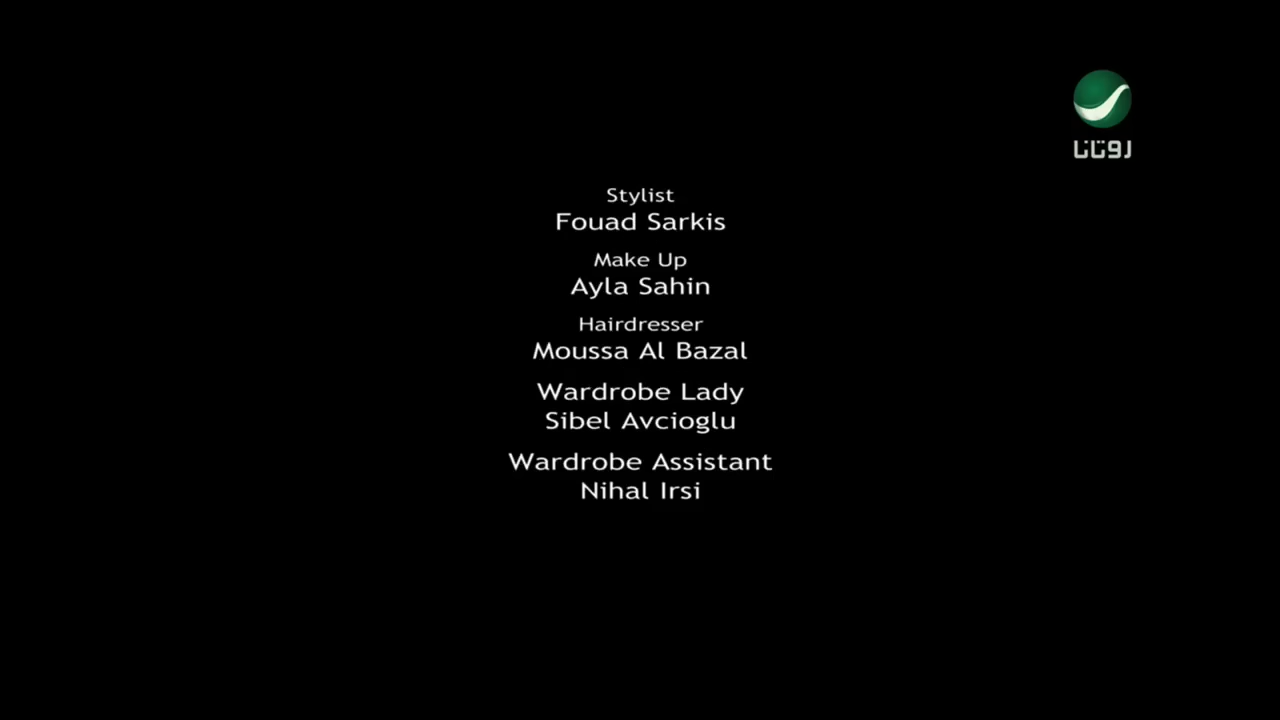 روتانا
Stylist
Fouad Sarkis
Make Up
Ayla Sahin
Hairdresser
Moussa Al Bazal
Wardrobe Lady
Sibel Avcioglu
Wardrobe Assistant
Nihal Irsi